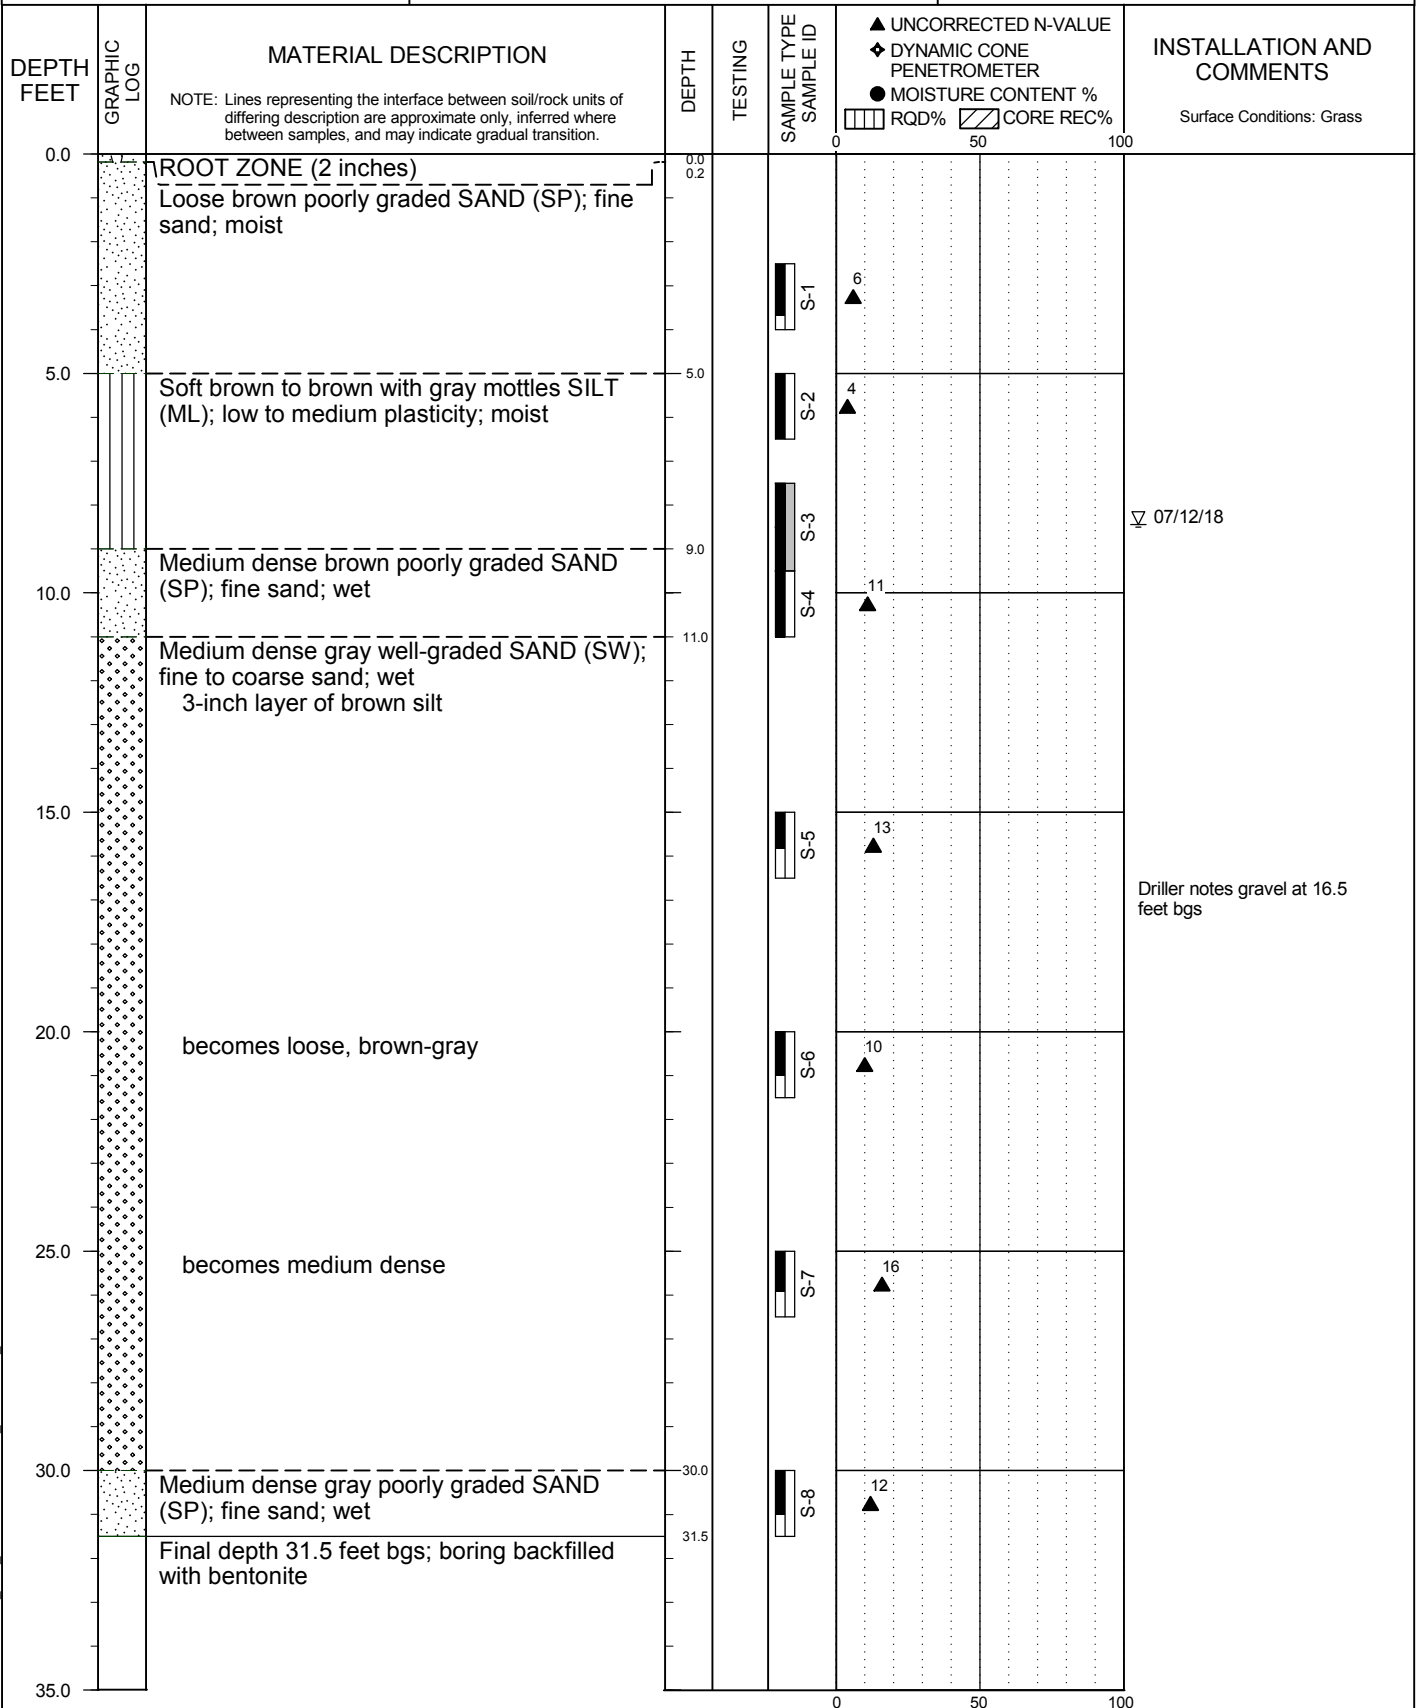 DEPTH
FEET
GRAPHIC
LOG
MATERIAL DESCRIPTION
NOTE: Lines representing the interface between soil/rock units of
differing description are approximate only, inferred where
between samples, and may indicate gradual transition.
DEPTH
TESTING
SAMPLE TYPE
SAMPLE ID
UNCORRECTED N-VALUE
DYNAMIC CONE
PENETROMETER
MOISTURE CONTENT %
RQD% CORE REC%
0 50 100
INSTALLATION AND
COMMENTS
Surface Conditions: Grass
0.0
ROOT ZONE (2 inches)
0.0
0.2
Loose brown poorly graded SAND (SP); fine
sand; moist
S-1
6
5.0
Soft brown to brown with gray mottles SILT
(ML); low to medium plasticity; moist
5.0
S-2
4
S-3
07/12/18
Medium dense brown poorly graded SAND
(SP); fine sand; wet
9.0
10.0
S-4
11
11.0
Medium dense gray well-graded SAND (SW);
fine to coarse sand; wet
3-inch layer of brown silt
15.0
S-5
13
Driller notes gravel at 16.5
feet bgs
20.0
becomes loose, brown-gray
S-6
10
25.0
becomes medium dense
S-7
16
30.0
Medium dense gray poorly graded SAND
(SP); fine sand; wet
30.0
S-8
12
31.5
Final depth 31.5 feet bgs; boring backfilled
with bentonite
35.0
0 50 100